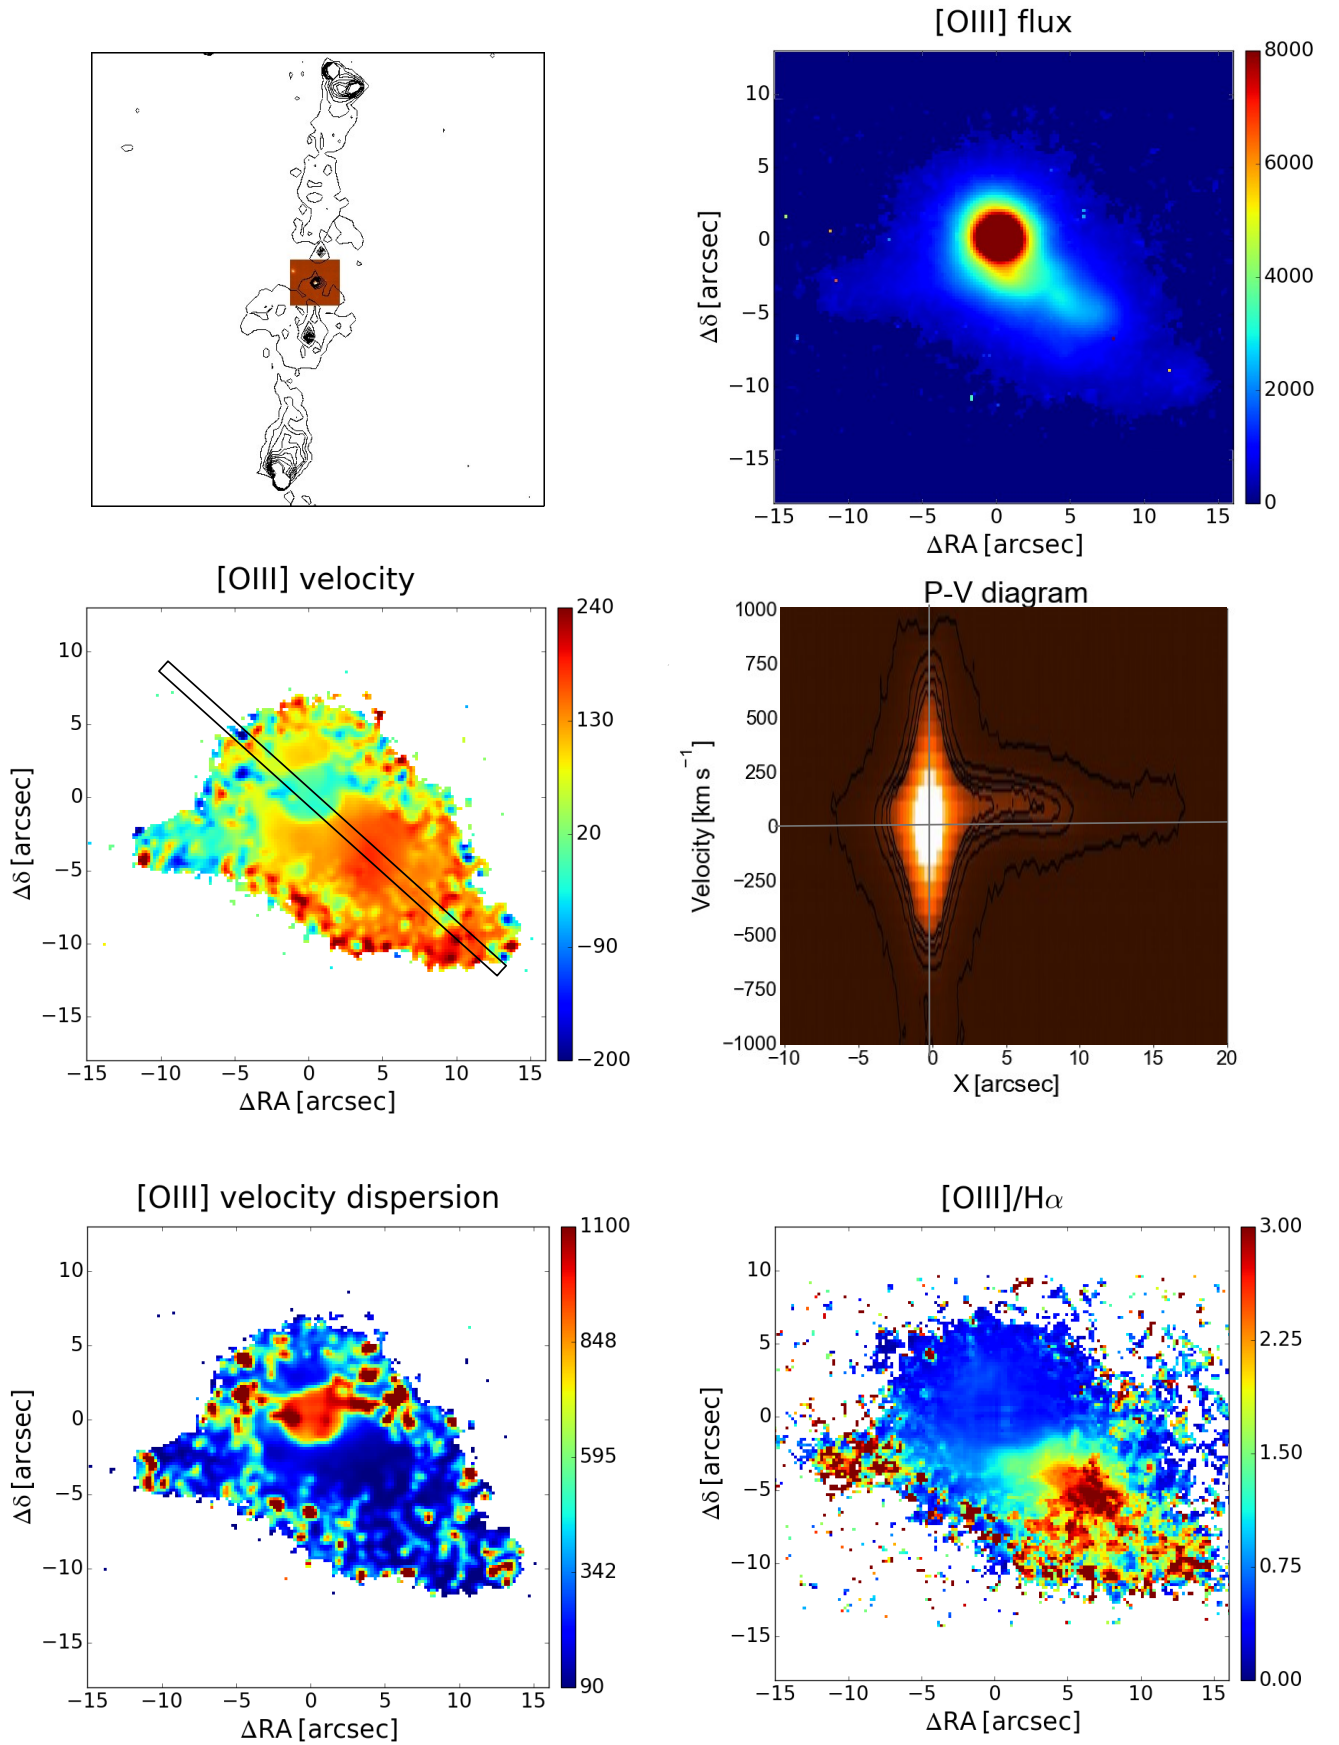 [OIII] flux
10
5
0
−5
−10
−15
Δδ [arcsec]
−15 −10 −5 0 5 10 15
ΔRA [arcsec]
8000
6000
4000
2000
0
[OIII] velocity
10
5
0
−5
−10
−15
Δδ [arcsec]
−15 −10 −5 0 5 10 15
ΔRA [arcsec]
240
130
20
−90
−200
P-V diagram
1000
750
500
250
0
−250
−500
−750
−1000
Velocity [km s−1]
−10 −5 0 5 10 15 20
X [arcsec]
[OIII] velocity dispersion
10
5
0
−5
−10
−15
Δδ [arcsec]
−15 −10 −5 0 5 10 15
ΔRA [arcsec]
1100
848
595
342
90
[OIII]/Hα
10
5
0
−5
−10
−15
Δδ [arcsec]
−15 −10 −5 0 5 10 15
ΔRA [arcsec]
3.00
2.25
1.50
0.75
0.00